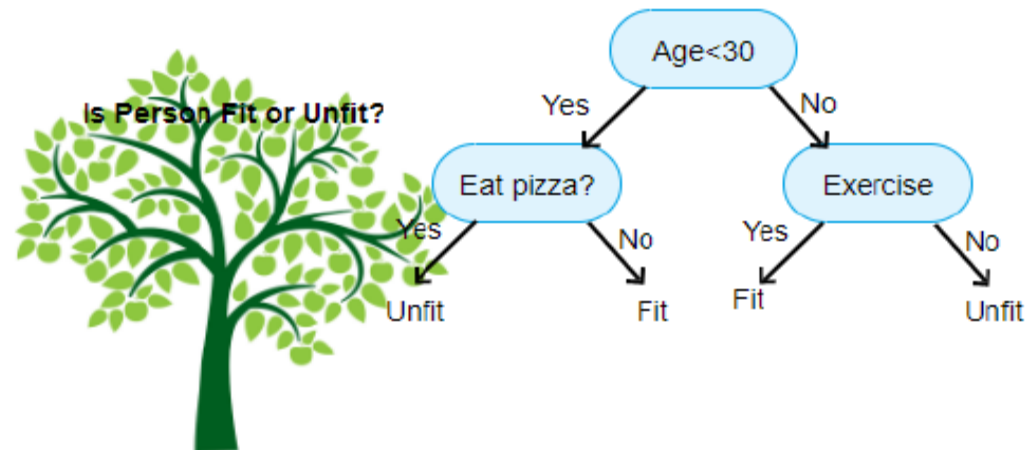 Is Person Fit or Unfit?
Age<30
Yes
No
Eat pizza?
Exercise
Yes
No
Yes
No
Unfit
Fit
Fit
Unfit